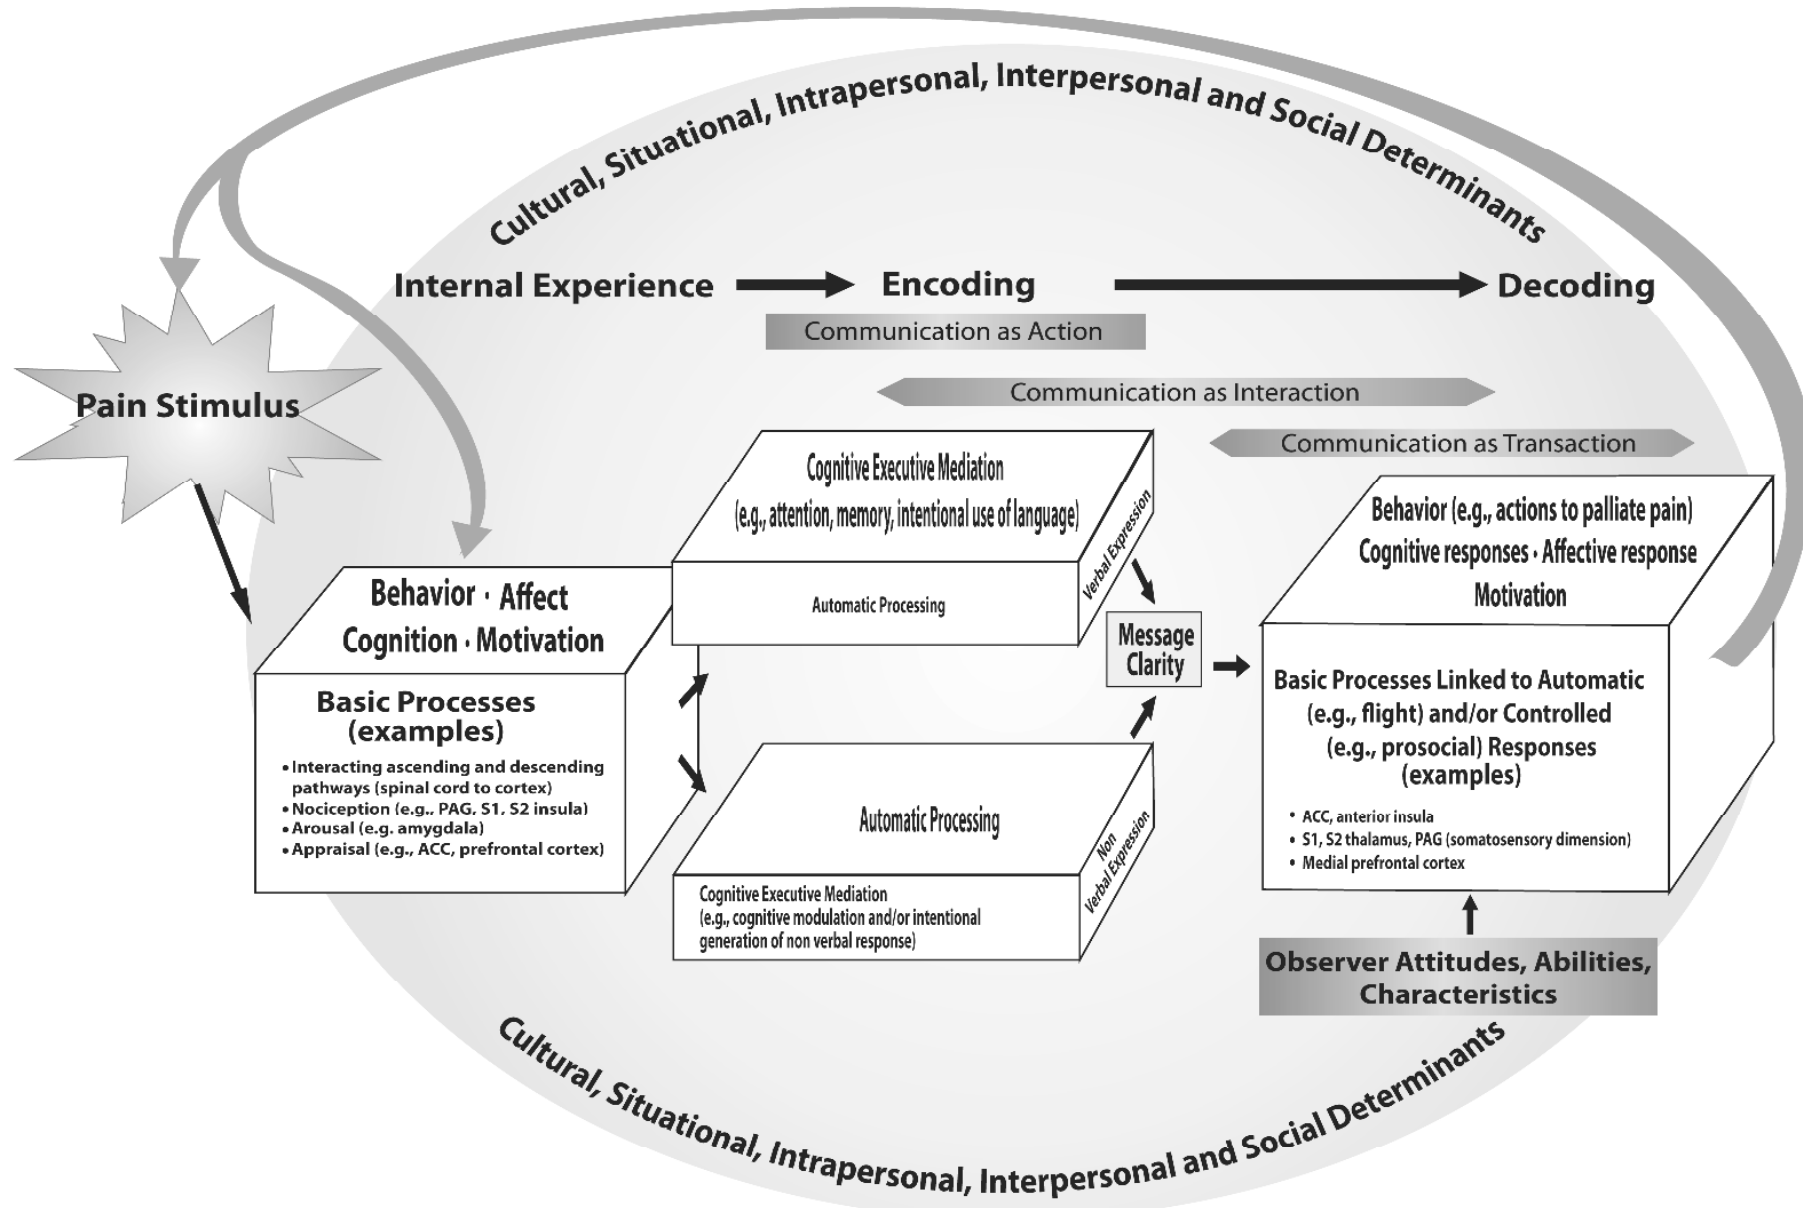 Cultural, Situational, Intrapersonal, Interpersonal and Social Determinants
Internal Experience
Encoding
Decoding
Communication as Action
Communication as Interaction
Communication as Transaction
Pain Stimulus
Behavior · Affect
Cognition · Motivation
Basic Processes
(examples)
• Interacting ascending and descending
pathways (spinal cord to cortex)
• Nociception (e.g., PAG, S1, S2 insula)
• Arousal (e.g. amygdala)
• Appraisal (e.g., ACC, prefrontal cortex)
Cognitive Executive Mediation
(e.g., attention, memory, intentional use of language)
Automatic Processing
Verbal Expression
Automatic Processing
Cognitive Executive Mediation
(e.g., cognitive modulation and/or intentional
generation of non verbal response)
Non
Verbal Expression
Message
Clarity
Behavior (e.g., actions to palliate pain)
Cognitive responses · Affective response
Motivation
Basic Processes Linked to Automatic
(e.g., flight) and/or Controlled
(e.g., prosocial) Responses
(examples)
• ACC, anterior insula
• S1, S2 thalamus, PAG (somatosensory dimension)
• Medial prefrontal cortex
Observer Attitudes, Abilities,
Characteristics
Cultural, Situational, Intrapersonal, Interpersonal and Social Determinants